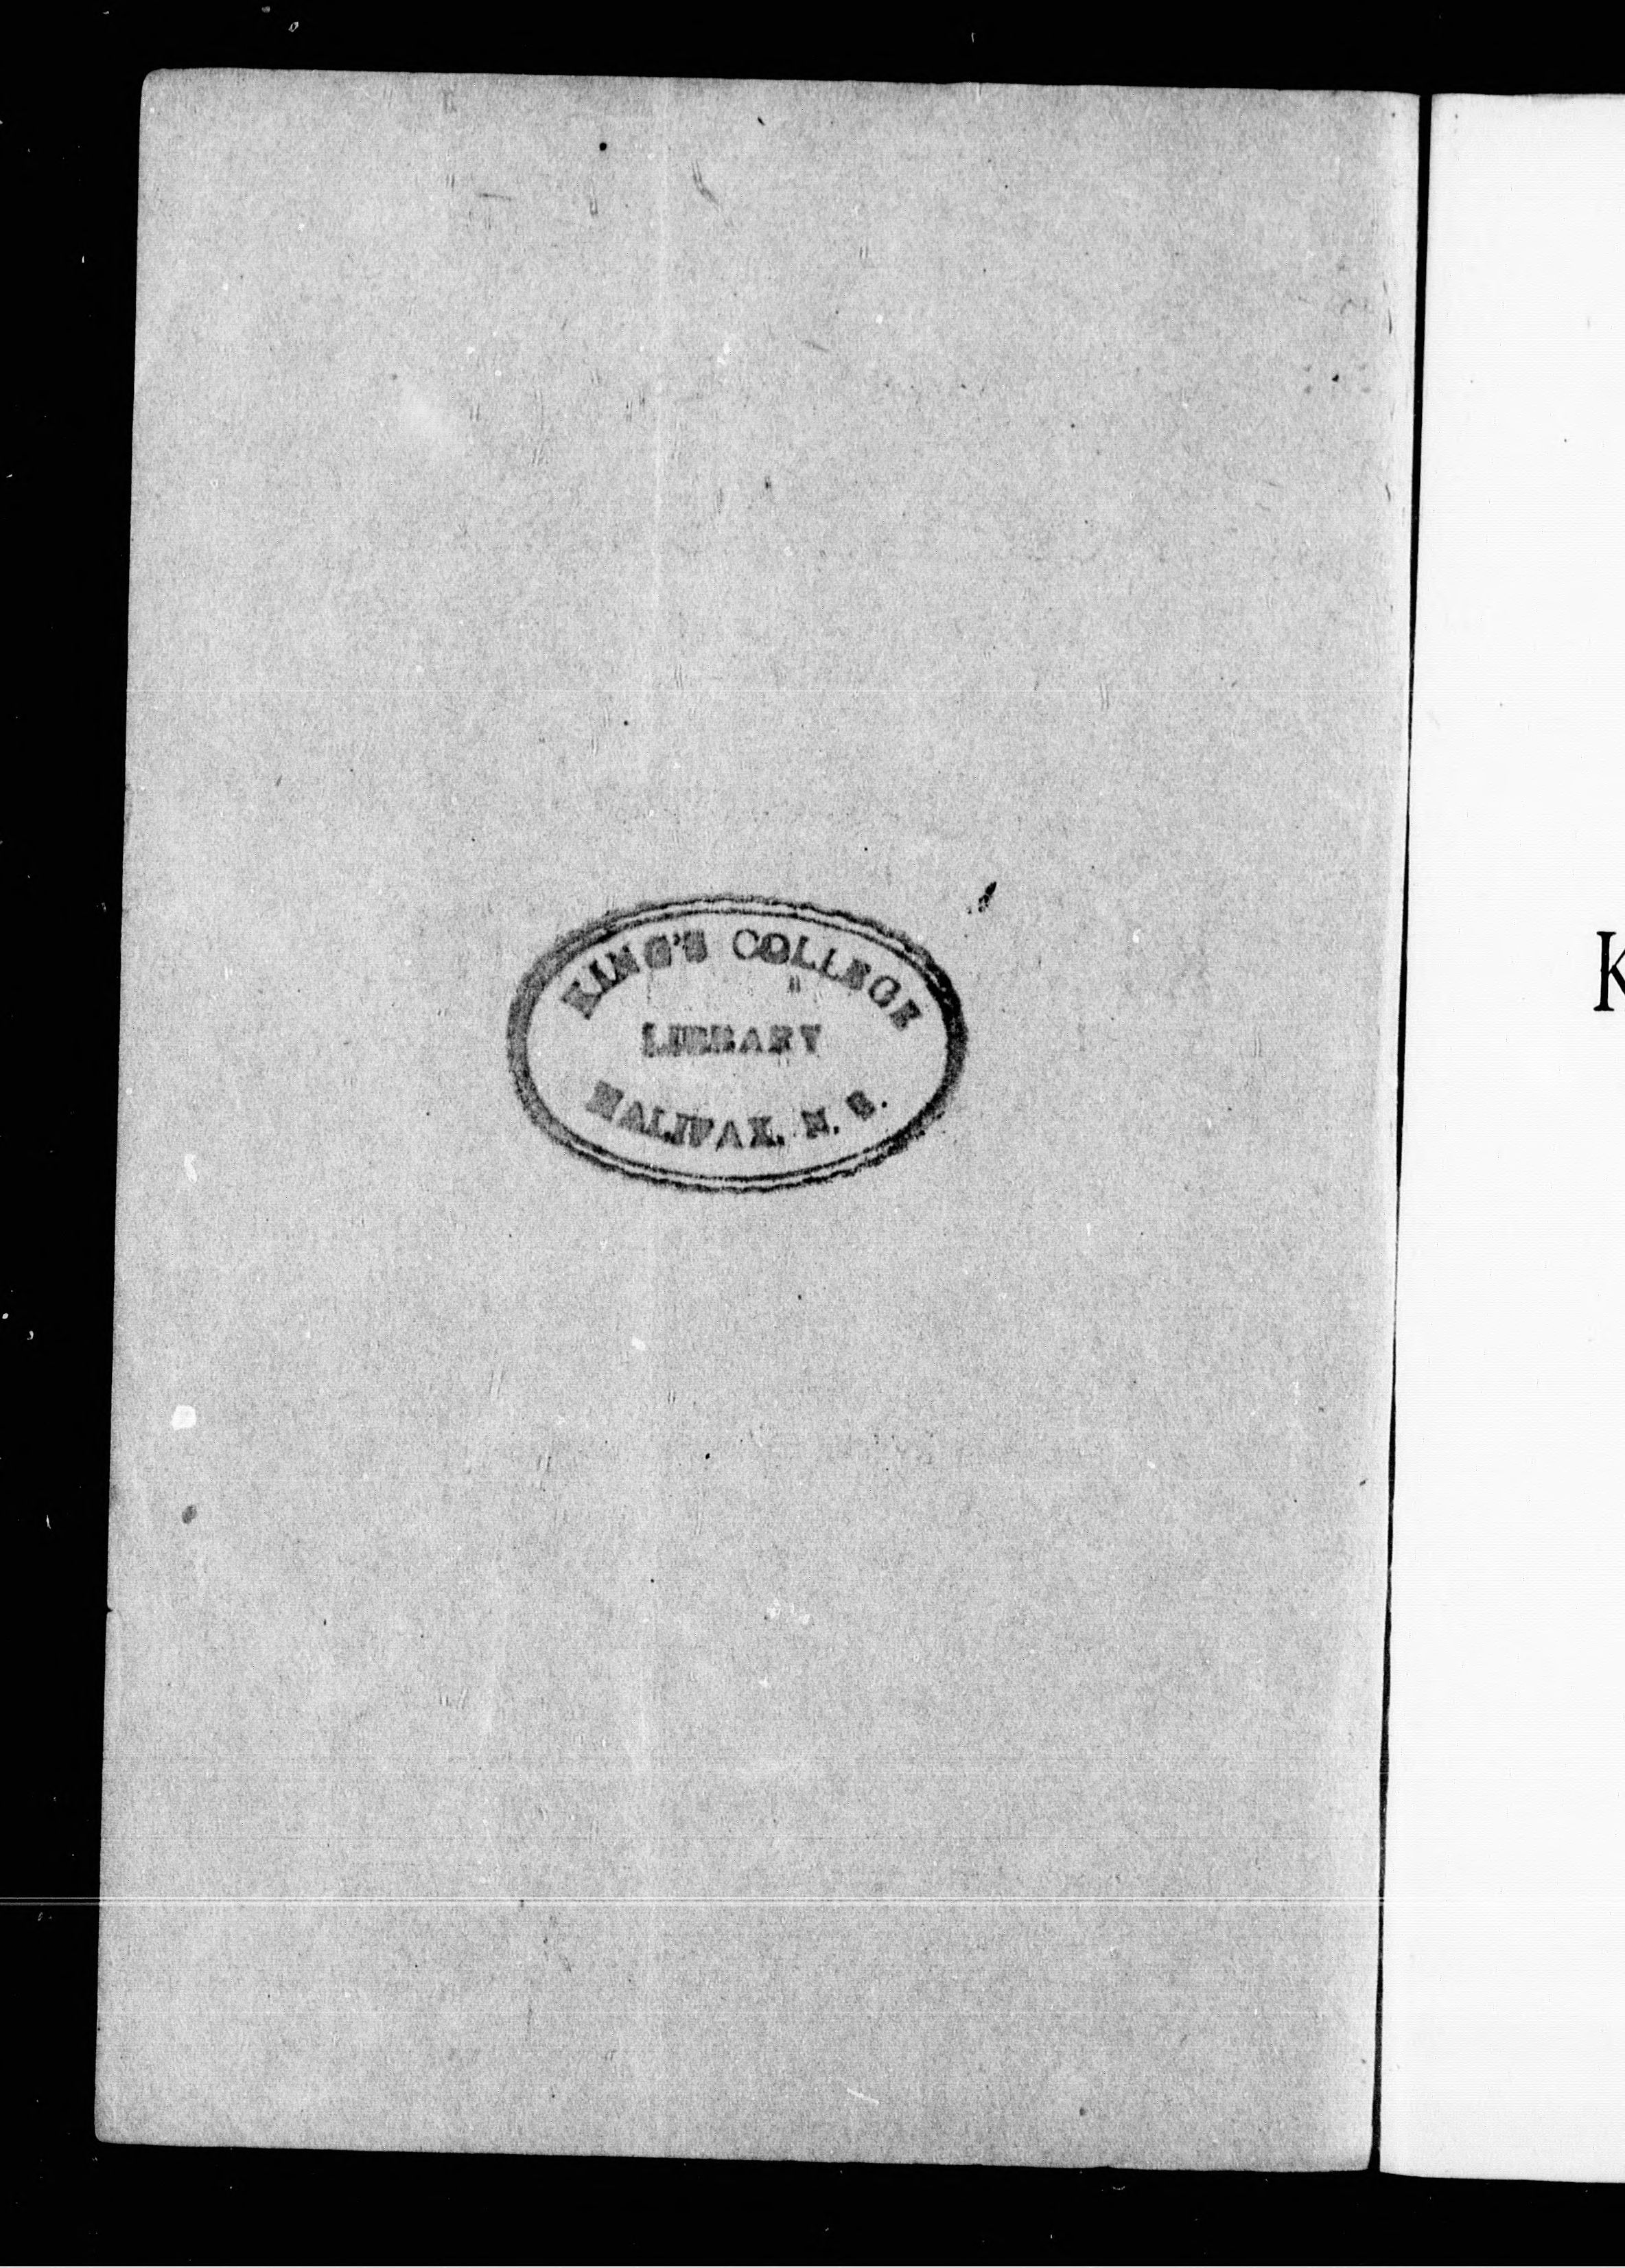 KING'S COLLEGE
LIBRARY
HALIFAX, N. S.
K